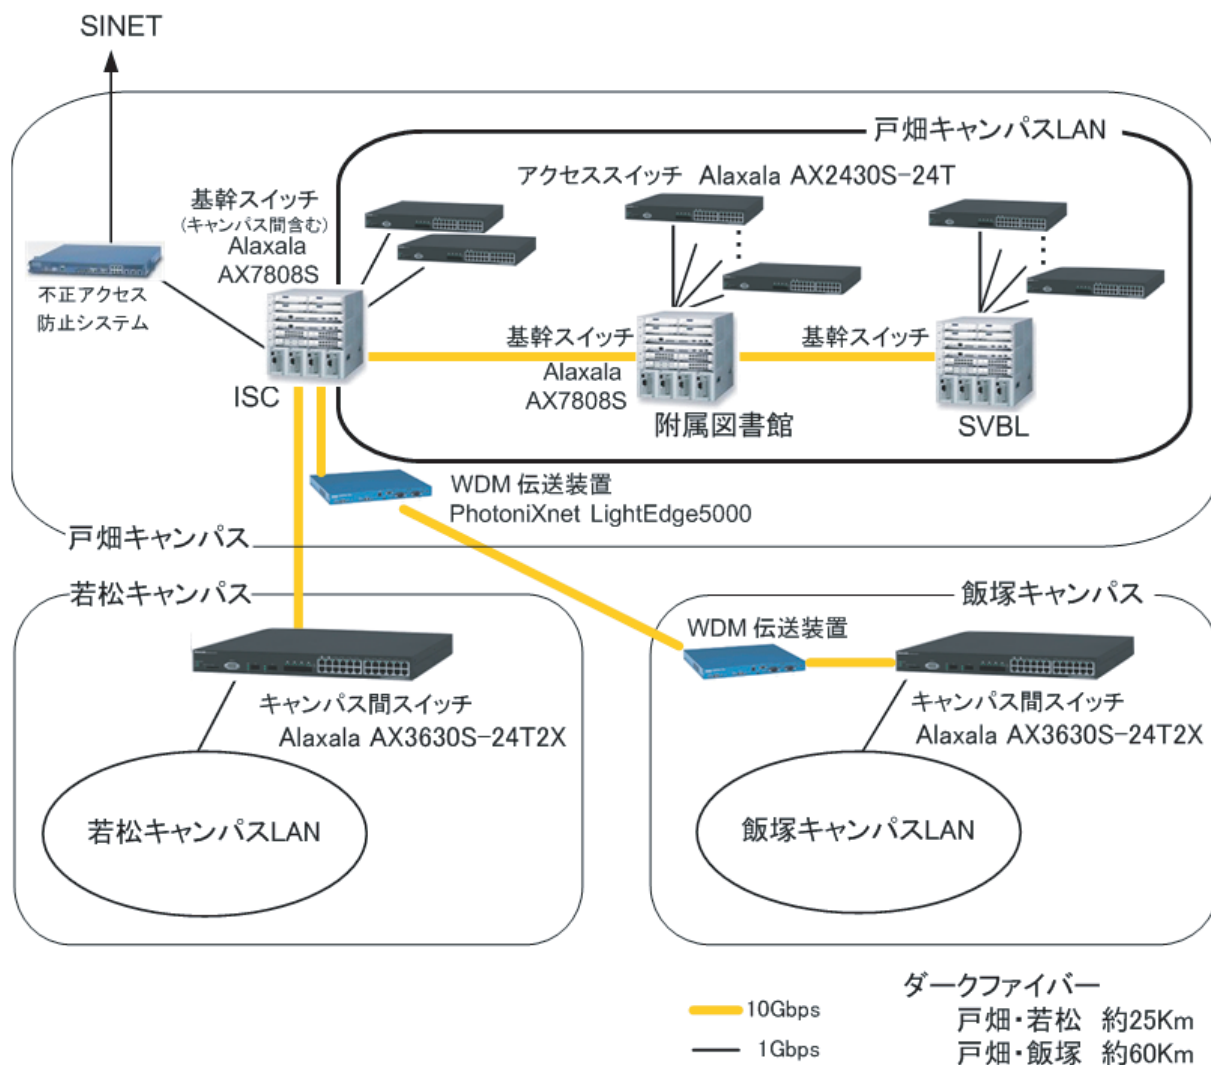 SINET
戸畑キャンパスLAN
アクセススイッチ Alaxala AX2430S-24T
基幹スイッチ
(キャンパス間含む)
Alaxala
AX7808S
不正アクセス
防止システム
ISC
基幹スイッチ
Alaxala
AX7808S
附属図書館
基幹スイッチ
SVBL
WDM 伝送装置
PhotoniXnet LightEdge5000
戸畑キャンパス
若松キャンパス
飯塚キャンパス
WDM 伝送装置
キャンパス間スイッチ
Alaxala AX3630S-24T2X
キャンパス間スイッチ
Alaxala AX3630S-24T2X
若松キャンパスLAN
飯塚キャンパスLAN
10Gbps
1Gbps
ダークファイバー
戸畑・若松 約25Km
戸畑・飯塚 約60Km